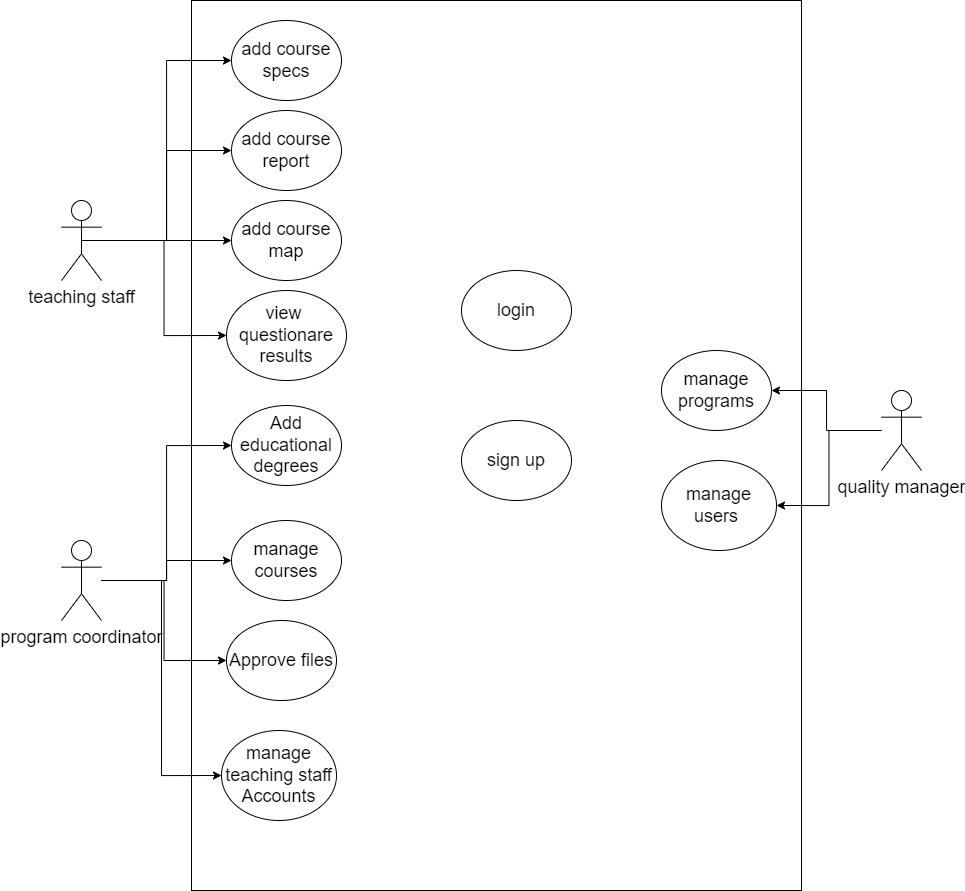 add course
specs
add course
report
add course
map
teaching staff
view
questionare
results
login
manage
programs
Add
educational
degrees
sign up
quality manager
manage
users
manage
courses
program coordinator
Approve files
manage
teaching staff
Accounts